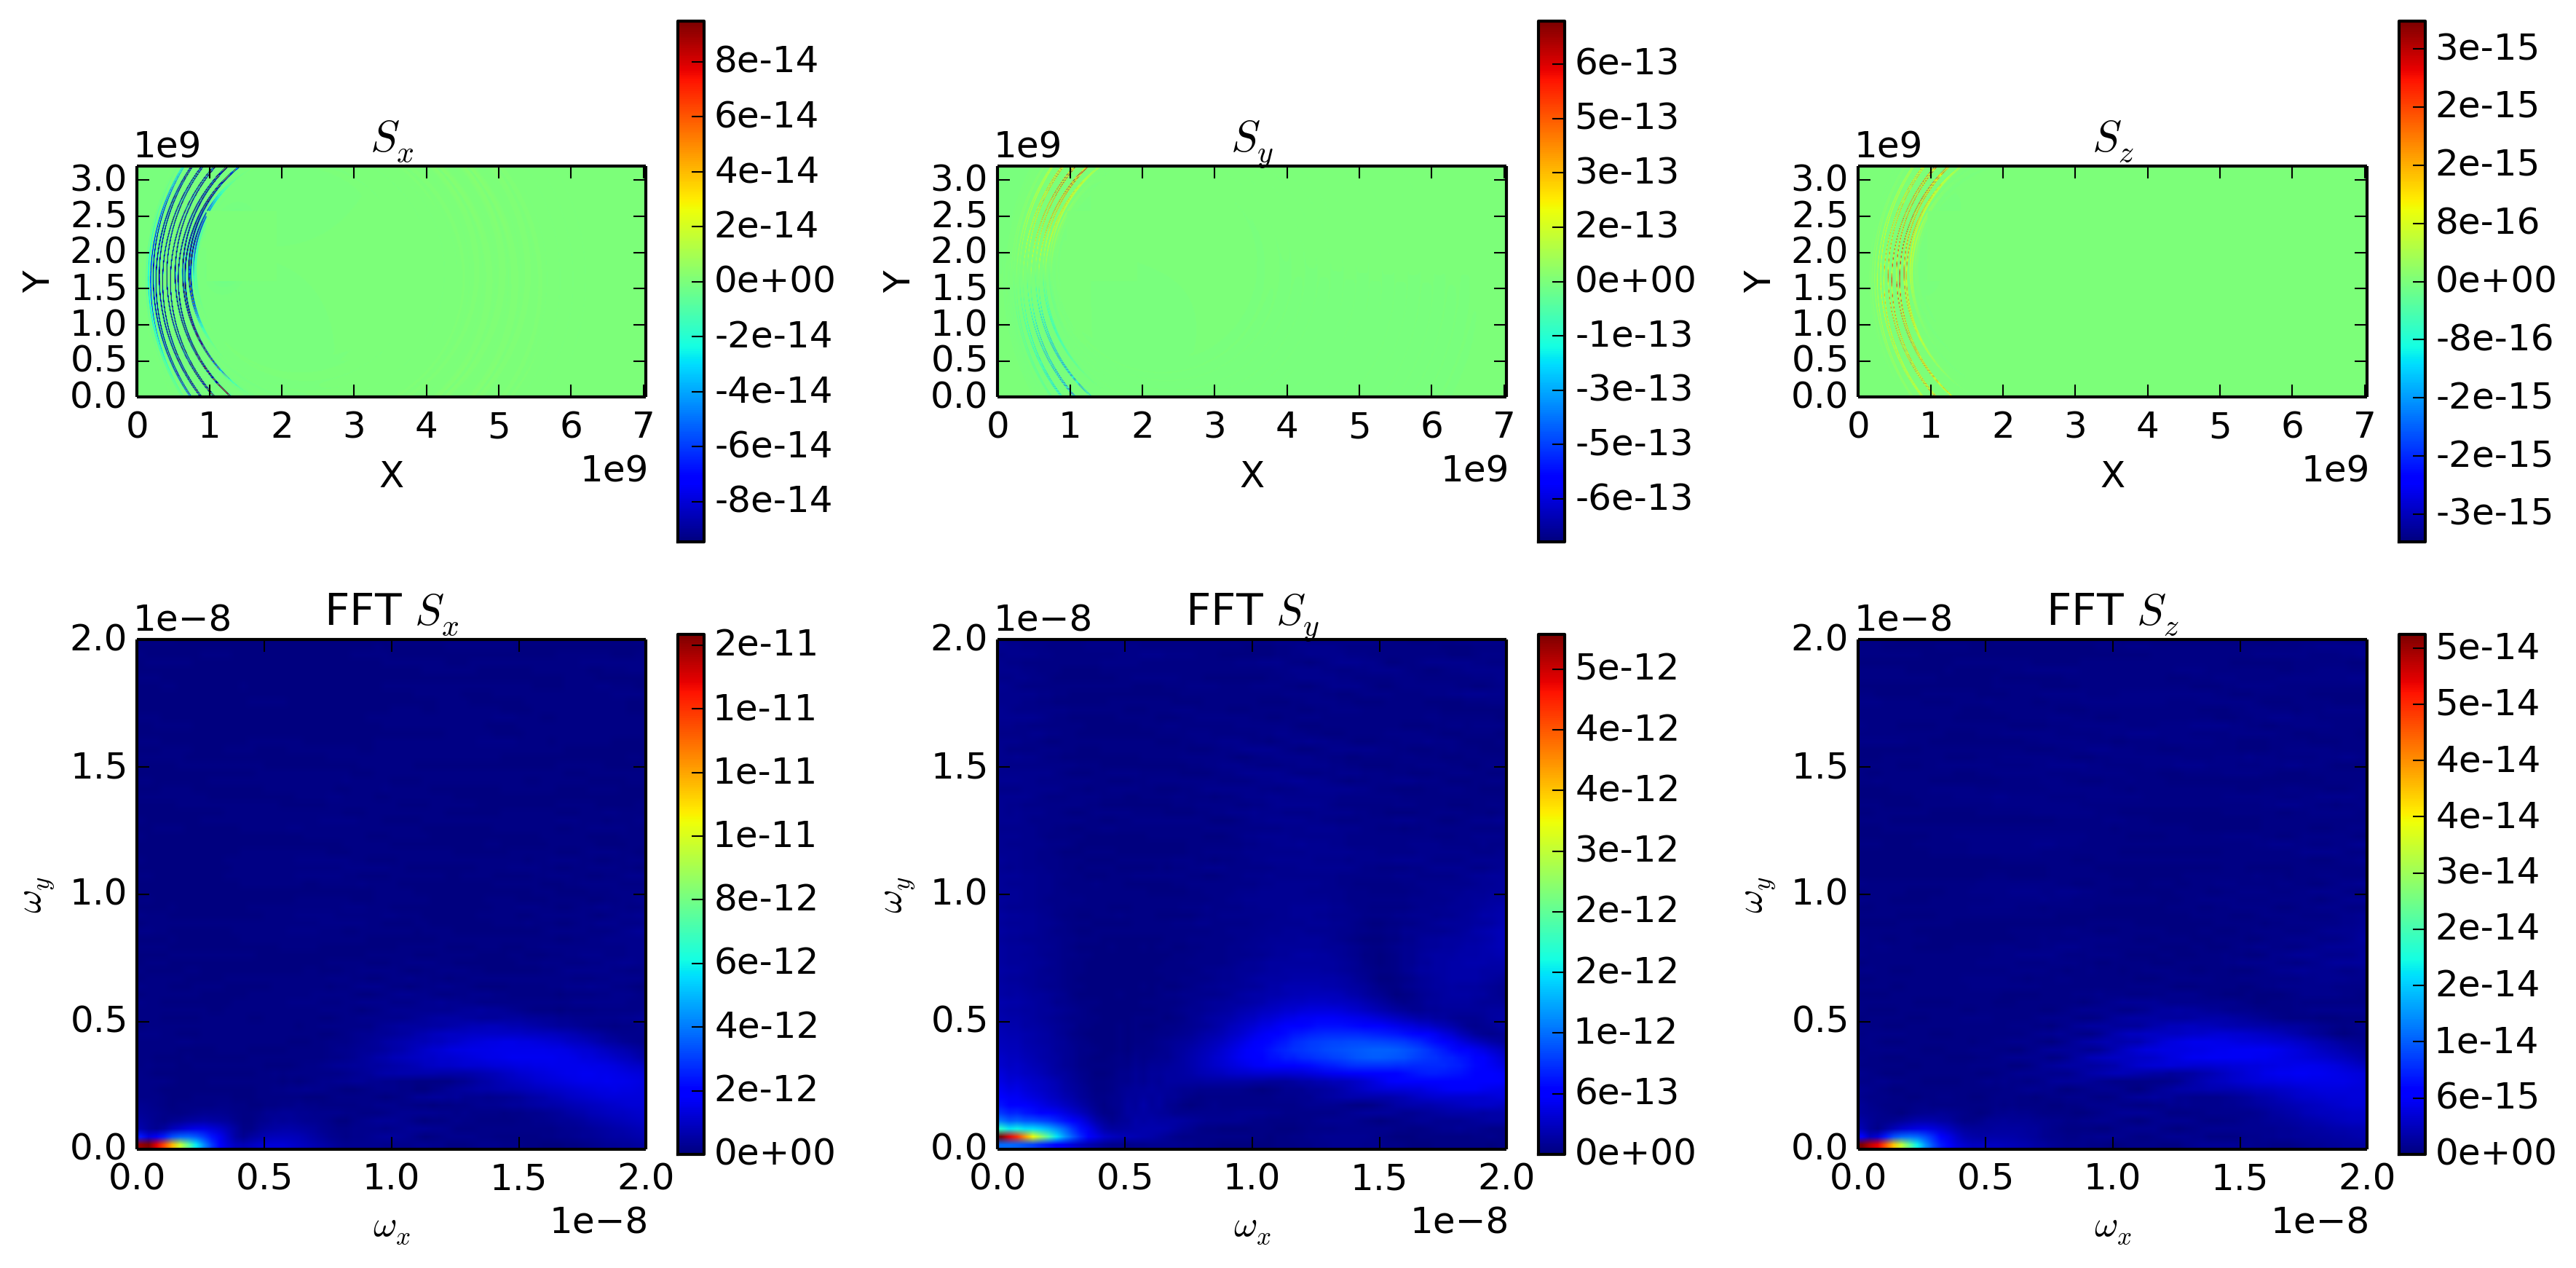 1e9
S_x
3.0
2.5
2.0
1.5
1.0
0.5
0.0
Y
0 1 2 3 4 5 6 7
X
1e9
8e-14
6e-14
4e-14
2e-14
0e+00
-2e-14
-4e-14
-6e-14
-8e-14
1e9
S_y
3.0
2.5
2.0
1.5
1.0
0.5
0.0
Y
0 1 2 3 4 5 6 7
X
1e9
6e-13
5e-13
3e-13
2e-13
0e+00
-1e-13
-3e-13
-5e-13
-6e-13
1e9
S_z
3.0
2.5
2.0
1.5
1.0
0.5
0.0
Y
0 1 2 3 4 5 6 7
X
1e9
3e-15
2e-15
2e-15
8e-16
0e+00
-8e-16
-2e-15
-2e-15
-3e-15
1e−8
FFT S_x
2.0
1.5
1.0
0.5
0.0
ω_y
0.0 0.5 1.0 1.5 2.0
ω_x
1e−8
2e-11
1e-11
1e-11
1e-11
8e-12
6e-12
4e-12
2e-12
0e+00
1e−8
FFT S_y
2.0
1.5
1.0
0.5
0.0
ω_y
0.0 0.5 1.0 1.5 2.0
ω_x
1e−8
5e-12
4e-12
4e-12
3e-12
2e-12
2e-12
1e-12
6e-13
0e+00
1e−8
FFT S_z
2.0
1.5
1.0
0.5
0.0
ω_y
0.0 0.5 1.0 1.5 2.0
ω_x
1e−8
5e-14
5e-14
4e-14
4e-14
3e-14
2e-14
2e-14
1e-14
6e-15
0e+00